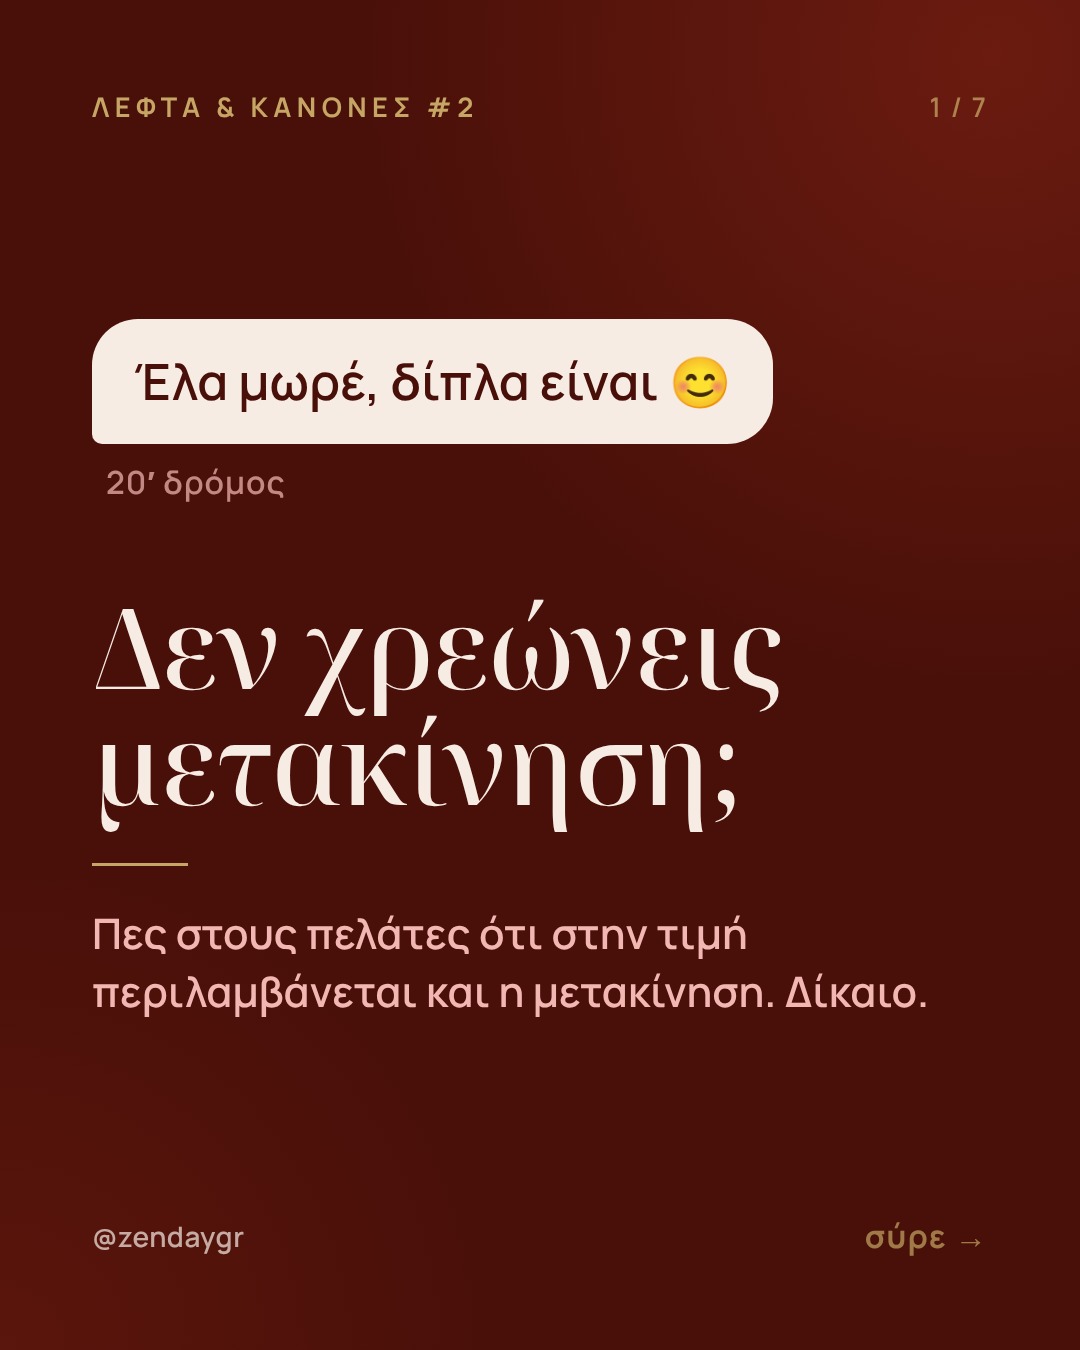 ΛΕΦΤΑ & ΚΑΝΟΝΕΣ #2
1 / 7
Έλα μωρέ, δίπλα είναι 😊
20′ δρόμος
Δεν χρεώνεις
μετακίνηση;
Πες στους πελάτες ότι στην τιμή
περιλαμβάνεται και η μετακίνηση. Δίκαιο.
@zendaygr
σύρε →